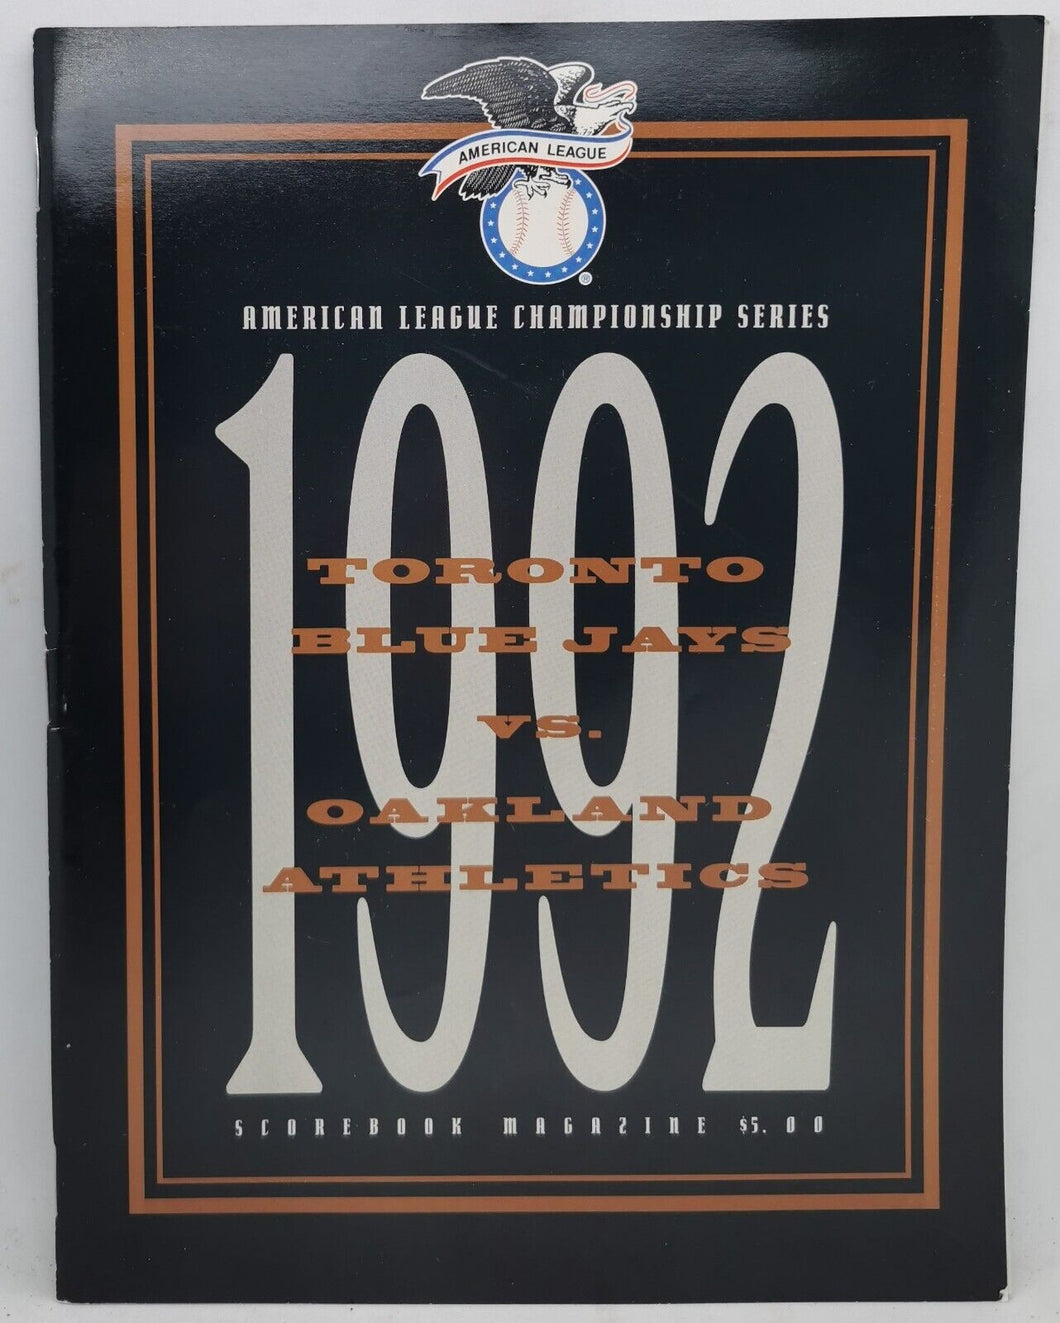 AMERICAN LEAGUE
®
AMERICAN LEAGUE CHAMPIONSHIP SERIES
1992
TORONTO
BLUE JAYS
VS.
OAKLAND
ATHLETICS
SCOREBOOK MAGAZINE $5.00